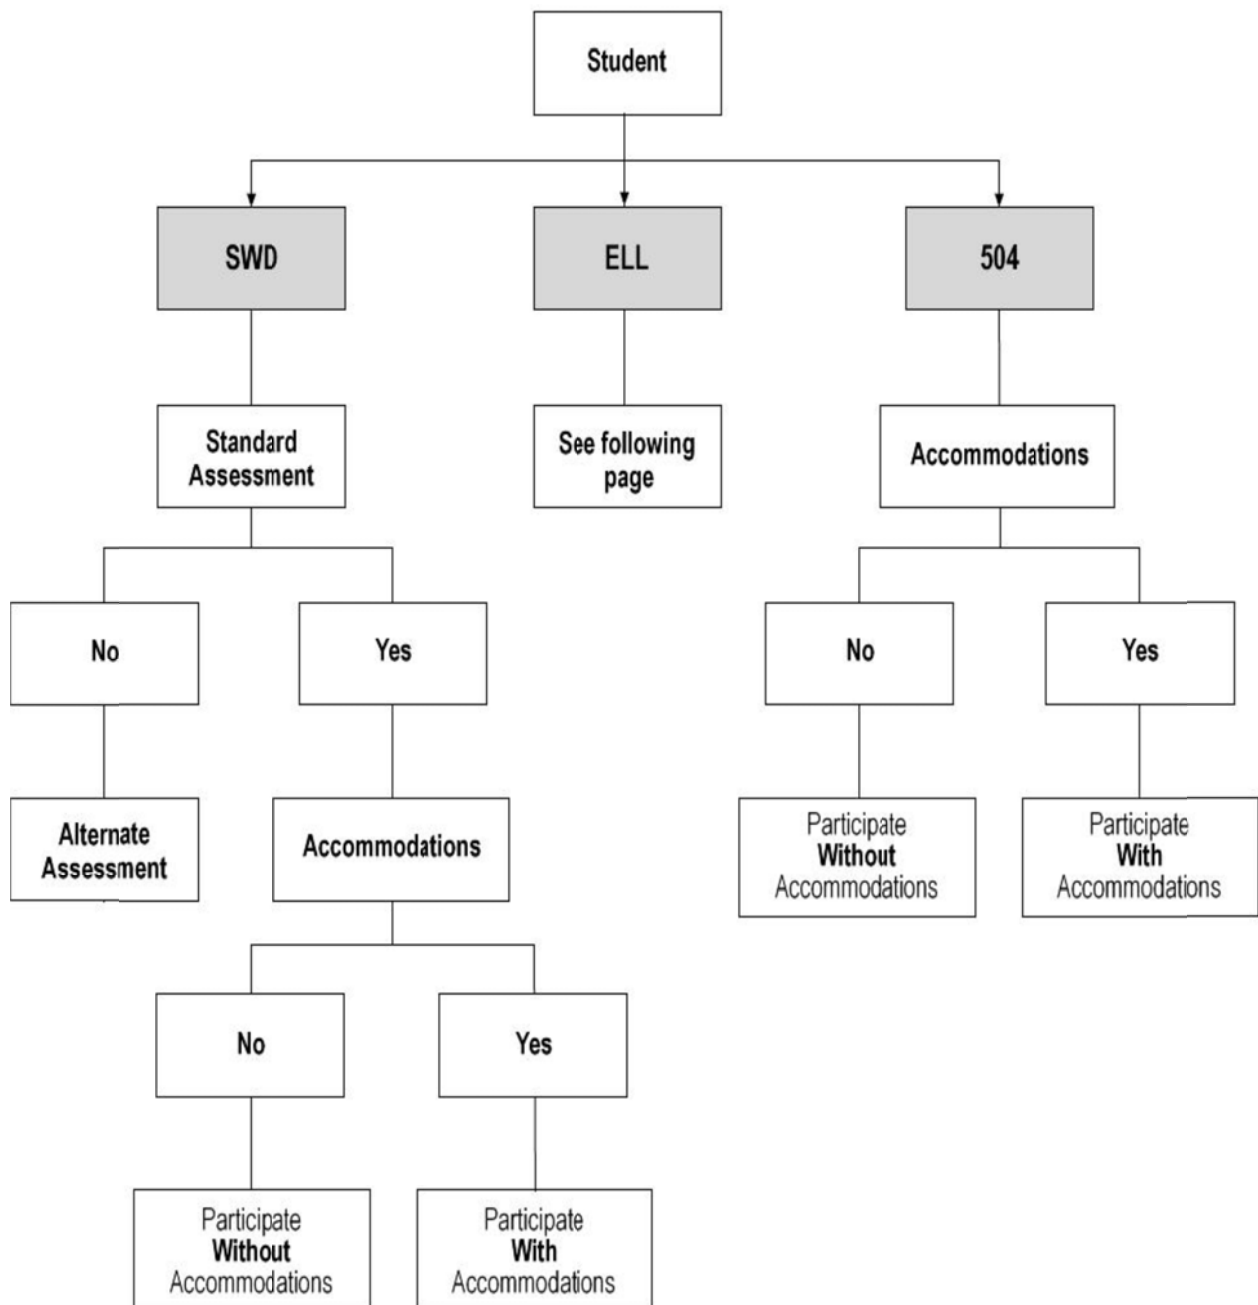 Student
SWD
ELL
504
Standard
Assessment
See following
page
Accommodations
No
Yes
No
Yes
Alternate
Assessment
Accommodations
Participate
Without
Accommodations
Participate
With
Accommodations
No
Yes
Participate
Without
Accommodations
Participate
With
Accommodations